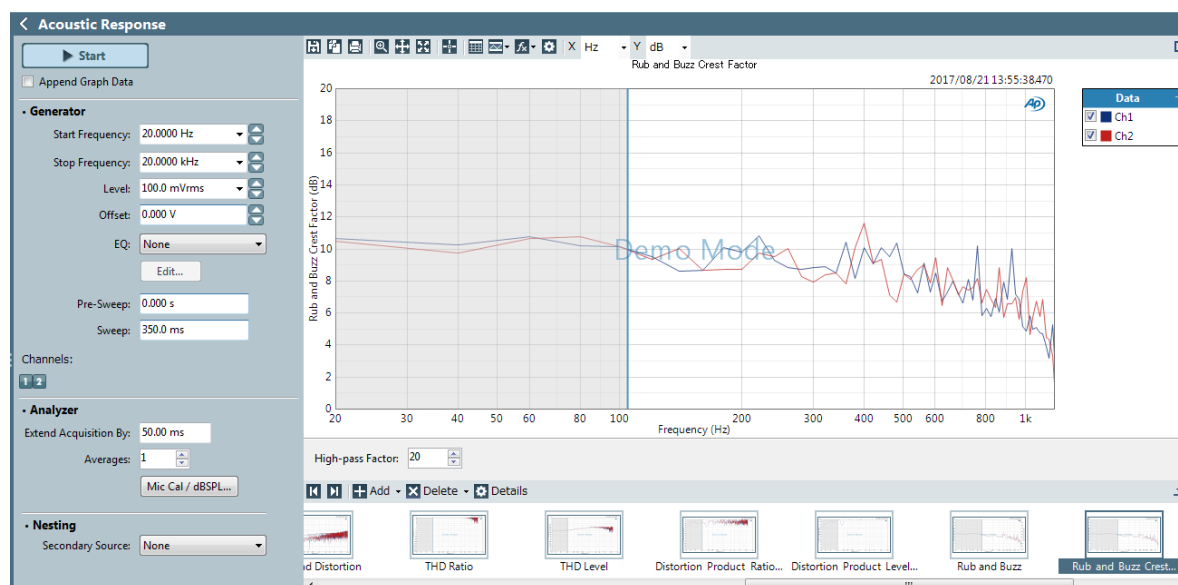 Acoustic Response
Start
Append Graph Data
Generator
Start Frequency: 20.0000 Hz
Stop Frequency: 20.0000 kHz
Level: 100.0 mVrms
Offset: 0.000 V
EQ: None
Edit...
Pre-Sweep: 0.000 s
Sweep: 350.0 ms
Channels:
1 2
Analyzer
Extend Acquisition By: 50.00 ms
Averages: 1
Mic Cal / dBSPL...
Nesting
Secondary Source: None
X Hz Y dB
Rub and Buzz Crest Factor
2017/08/21 13:55:38.470
AP
Rub and Buzz Crest Factor (dB)
20
18
16
14
12
10
8
6
4
2
0
Demo Mode
20 30 40 50 60 80 100 200 300 400 500 600 800 1k
Frequency (Hz)
Data
Ch1
Ch2
High-pass Factor: 20
Add Delete Details
d Distortion THD Ratio THD Level Distortion Product Ratio... Distortion Product Level... Rub and Buzz Rub and Buzz Crest...